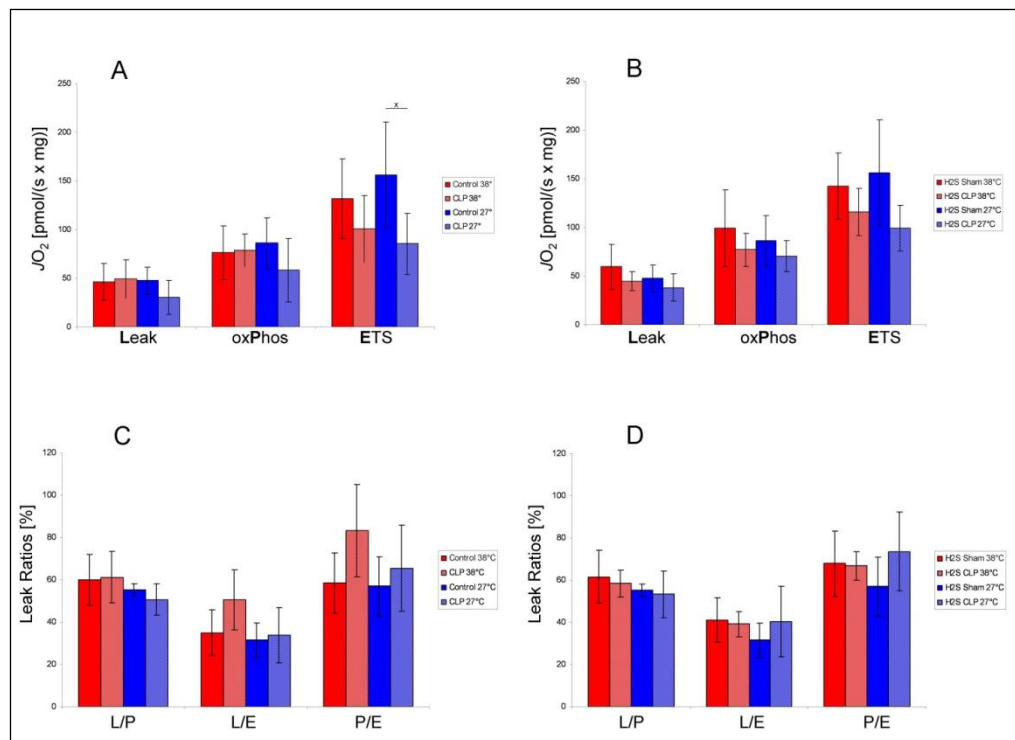 A
JO2 [pmol/(s x mg)]
250
200
150
100
50
0
x
Leak
oxPhos
ETS
Control 38°
CLP 38°
Control 27°
CLP 27°
B
JO2 [pmol/(s x mg)]
250
200
150
100
50
0
Leak
oxPhos
ETS
H2S Sham 38°C
H2S CLP 38°C
H2S Sham 27°C
H2S CLP 27°C
C
Leak Ratios [%]
120
100
80
60
40
20
0
L/P
L/E
P/E
Control 38°C
CLP 38°C
Control 27°C
CLP 27°C
D
Leak Ratios [%]
120
100
80
60
40
20
0
L/P
L/E
P/E
H2S Sham 38°C
H2S CLP 38°C
H2S Sham 27°C
H2S CLP 27°C